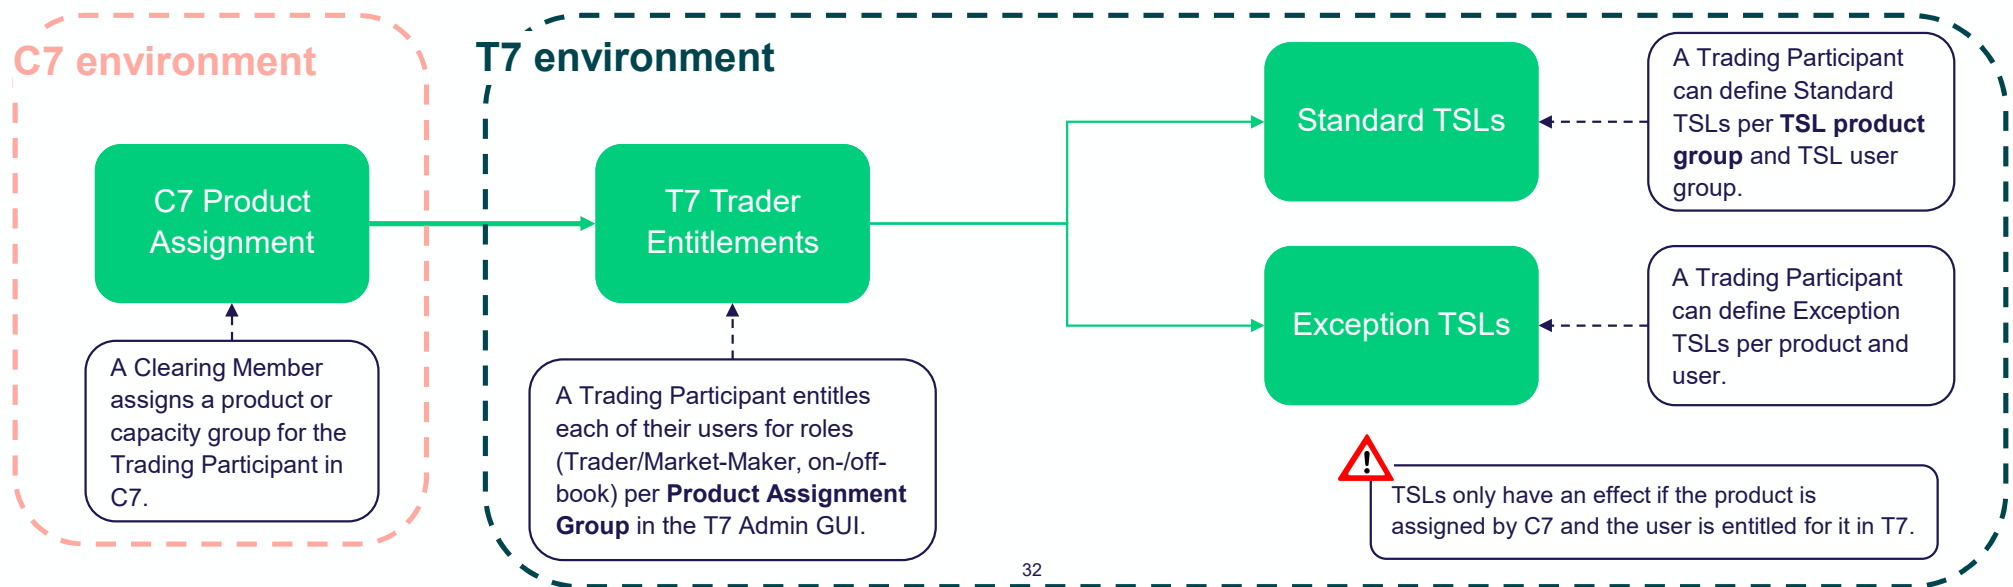 C7 environment
T7 environment
C7 Product
Assignment
A Clearing Member
assigns a product or
capacity group for the
Trading Participant in
C7.
T7 Trader
Entitlements
A Trading Participant entitles
each of their users for roles
(Trader/Market-Maker, on-/off-
book) per Product Assignment
Group in the T7 Admin GUI.
Standard TSLs
A Trading Participant
can define Standard
TSLs per TSL product
group and TSL user
group.
Exception TSLs
A Trading Participant
can define Exception
TSLs per product and
user.
!
TSLs only have an effect if the product is
assigned by C7 and the user is entitled for it in T7.
32